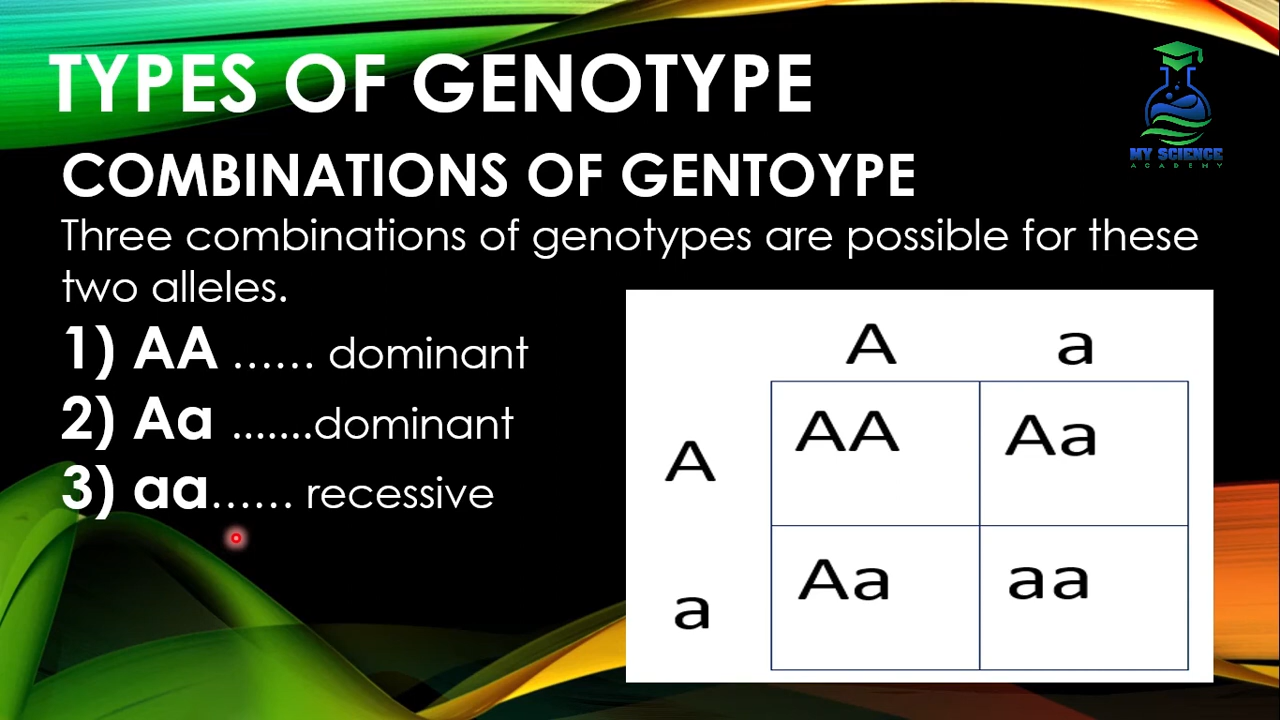 TYPES OF GENOTYPE
MY SCIENCE
ACADEMY
COMBINATIONS OF GENTOYPE
Three combinations of genotypes are possible for these
two alleles.
1) AA ...... dominant
2) Aa .......dominant
3) aa...... recessive
A a
A AA Aa
a Aa aa